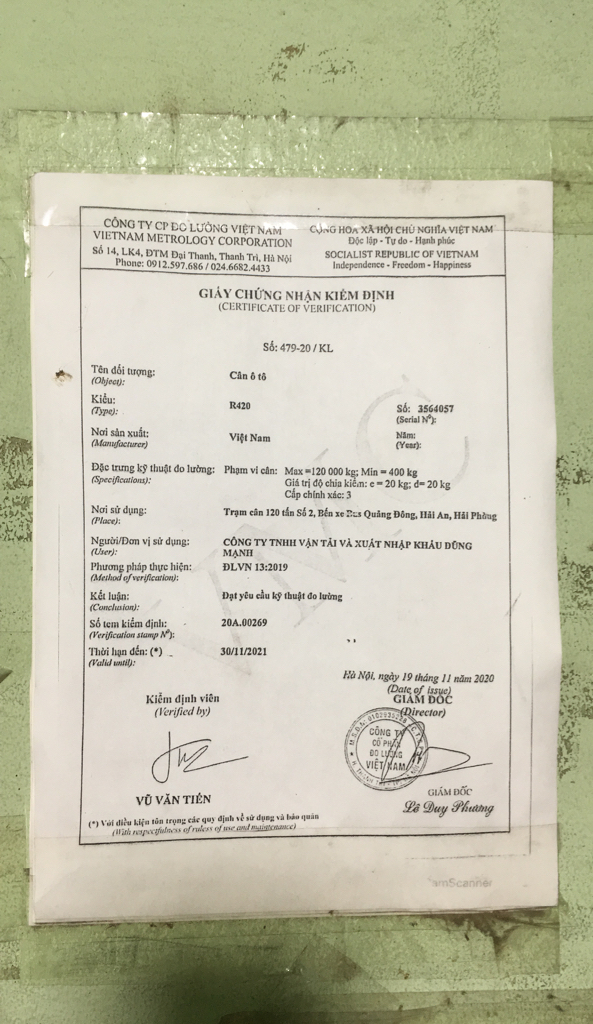 CÔNG TY CP ĐO LƯỜNG VIỆT NAM
VIETNAM METROLOGY CORPORATION
Số 14, LK4, ĐTM Đại Thanh, Thanh Trì, Hà Nội
Phone: 0912.597.686 / 024.6682.4433
CỘNG HÒA XÃ HỘI CHỦ NGHĨA VIỆT NAM
Độc lập - Tự do - Hạnh phúc
SOCIALIST REPUBLIC OF VIETNAM
Independence - Freedom - Happiness
GIẤY CHỨNG NHẬN KIỂM ĐỊNH
(CERTIFICATE OF VERIFICATION)
Số: 479-20 / KL
Tên đối tượng: Cân ô tô
(Object):
Kiểu: R420 Số: 3564057
(Type): (Serial Nº):
Nơi sản xuất: Việt Nam Năm:
(Manufacturer) (Year):
Đặc trưng kỹ thuật đo lường: Phạm vi cân: Max =120 000 kg; Min = 400 kg
(Specifications): Giá trị độ chia kiểm: e = 20 kg; d= 20 kg
Cấp chính xác: 3
Nơi sử dụng: Trạm cân 120 tấn Số 2, Bến xe Bus Quảng Đông, Hải An, Hải Phòng
(Place):
Người/Đơn vị sử dụng: CÔNG TY TNHH VẬN TẢI VÀ XUẤT NHẬP KHẨU DŨNG
(User): MẠNH
Phương pháp thực hiện: ĐLVN 13:2019
(Method of verification):
Kết luận: Đạt yêu cầu kỹ thuật đo lường
(Conclusion):
Số tem kiểm định: 20A.00269
(Verification stamp Nº):
Thời hạn đến: (*) 30/11/2021
(Valid until):
Hà Nội, ngày 19 tháng 11 năm 2020
(Date of issue)
Kiểm định viên
(Verified by)
GIÁM ĐỐC
(Director)
CÔNG TY
CỔ PHẦN
ĐO LƯỜNG
VIỆT NAM
VŨ VĂN TIẾN
GIÁM ĐỐC
Lê Duy Phương
(*) Với điều kiện tôn trọng các quy định về sử dụng và bảo quản
(With respectfulness of ruless of use and maintenance)
VMC
amScanner